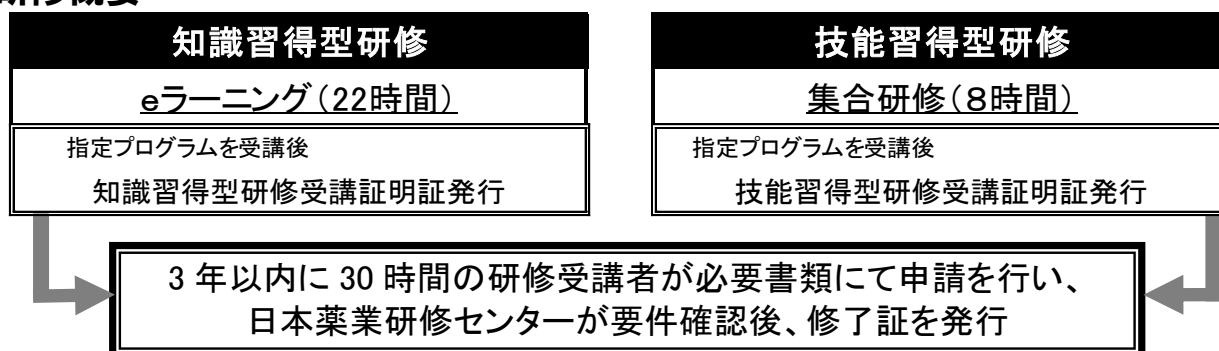 知識習得型研修
eラーニング（22時間）
指定プログラムを受講後
知識習得型研修受講証明証発行
技能習得型研修
集合研修（８時間）
指定プログラムを受講後
技能習得型研修受講証明証発行
3 年以内に 30 時間の研修受講者が必要書類にて申請を行い、
日本薬業研修センターが要件確認後、修了証を発行